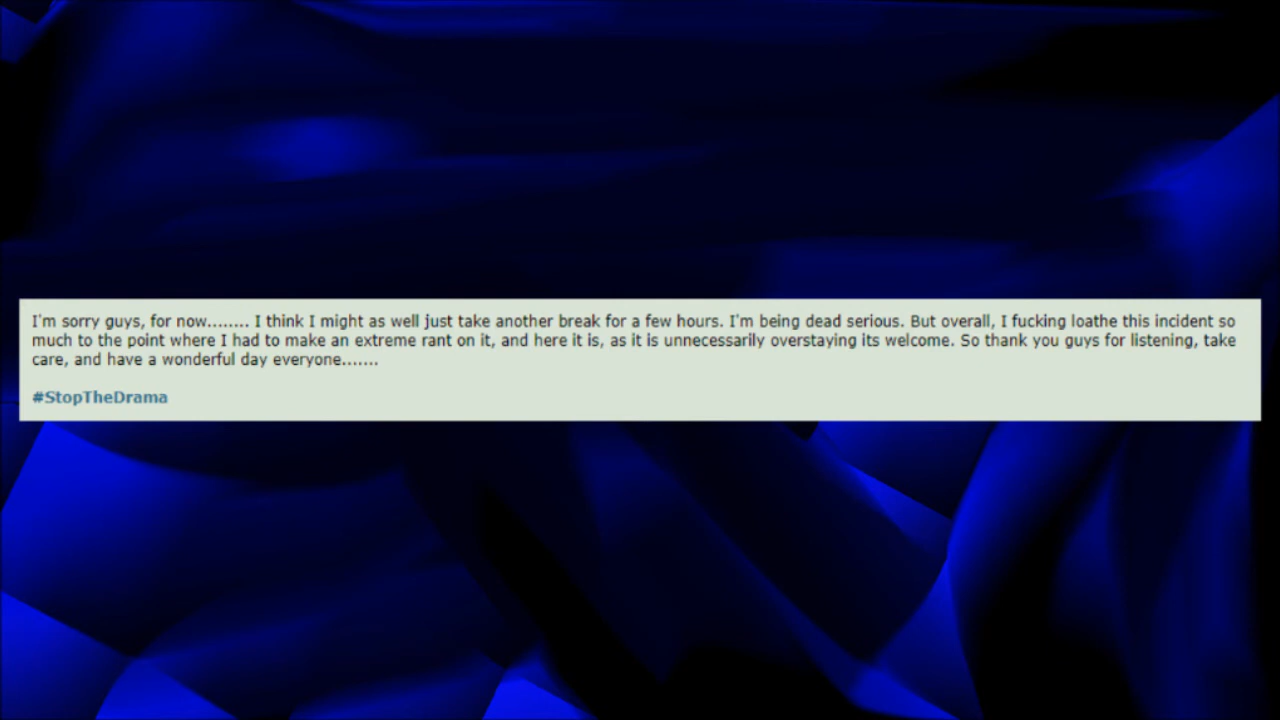 I'm sorry guys, for now........ I think I might as well just take another break for a few hours. I'm being dead serious. But overall, I fucking loathe this incident so
much to the point where I had to make an extreme rant on it, and here it is, as it is unnecessarily overstaying its welcome. So thank you guys for listening, take
care, and have a wonderful day everyone.......
#StopTheDrama